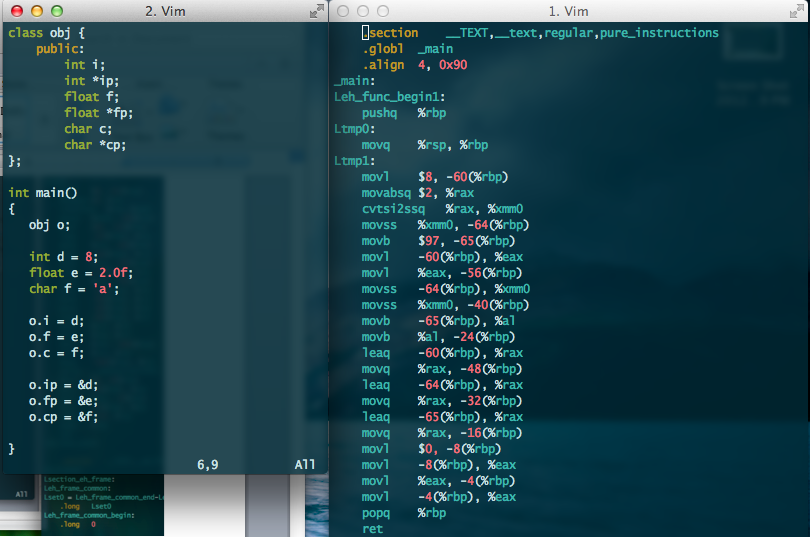 2. Vim
class obj {
public:
int i;
int *ip;
float f;
float *fp;
char c;
char *cp;
};
int main()
{
obj o;
int d = 8;
float e = 2.0f;
char f = 'a';
o.i = d;
o.f = e;
o.c = f;
o.ip = &d;
o.fp = &e;
o.cp = &f;
}
6,9 All
1. Vim
.section __TEXT,__text,regular,pure_instructions
.globl _main
.align 4, 0x90
_main:
Leh_func_begin1:
pushq %rbp
Ltmp0:
movq %rsp, %rbp
Ltmp1:
movl $8, -60(%rbp)
movabsq $2, %rax
cvtsi2ssq %rax, %xmm0
movss %xmm0, -64(%rbp)
movb $97, -65(%rbp)
movl -60(%rbp), %eax
movl %eax, -56(%rbp)
movss -64(%rbp), %xmm0
movss %xmm0, -40(%rbp)
movb -65(%rbp), %al
movb %al, -24(%rbp)
leaq -60(%rbp), %rax
movq %rax, -48(%rbp)
leaq -64(%rbp), %rax
movq %rax, -32(%rbp)
leaq -65(%rbp), %rax
movq %rax, -16(%rbp)
movl $0, -8(%rbp)
movl -8(%rbp), %eax
movl %eax, -4(%rbp)
movl -4(%rbp), %eax
popq %rbp
ret
All
Lsection_eh_frame:
Leh_frame_common:
Lset0 = Leh_frame_common_end-Le
.long Lset0
Leh_frame_common_begin:
.long 0